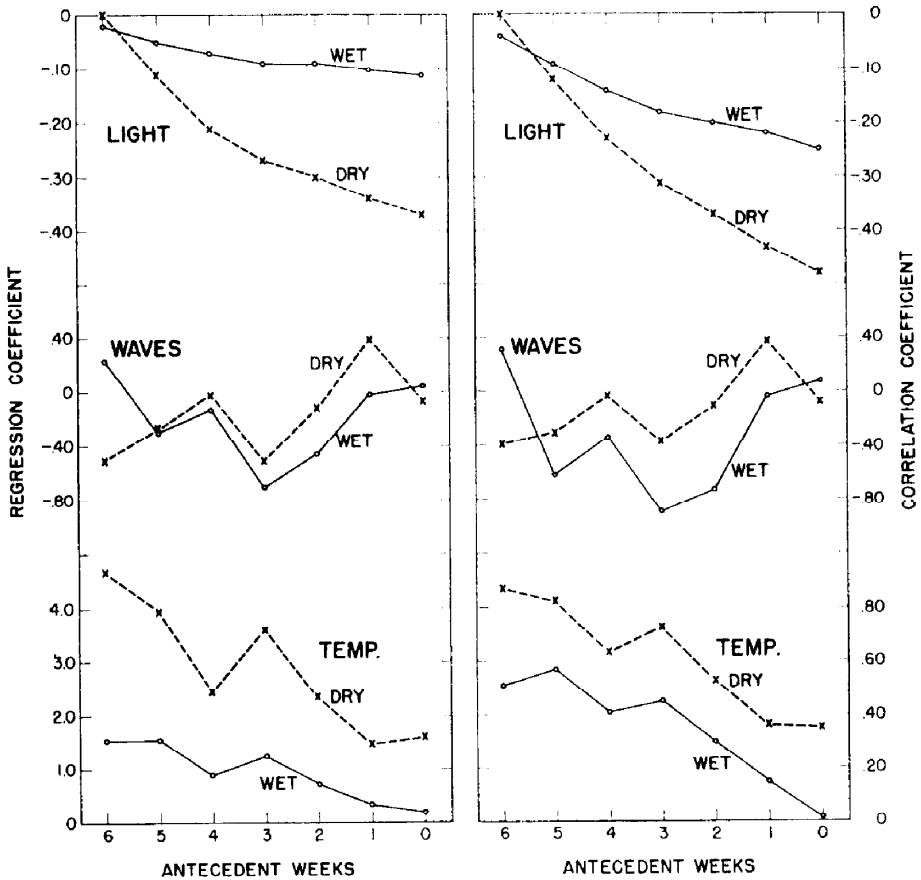 0
-.10
-.20
-.30
-.40
.40
0
-.40
-.80
4.0
3.0
2.0
1.0
0
REGRESSION COEFFICIENT
WET
LIGHT
DRY
WAVES
DRY
WET
TEMP.
DRY
WET
6 5 4 3 2 1 0
ANTECEDENT WEEKS
WET
LIGHT
DRY
WAVES
DRY
WET
TEMP.
DRY
WET
6 5 4 3 2 1 0
ANTECEDENT WEEKS
0
-.10
-.20
-.30
-.40
.40
0
-.40
-.80
.80
.60
.40
.20
0
CORRELATION COEFFICIENT